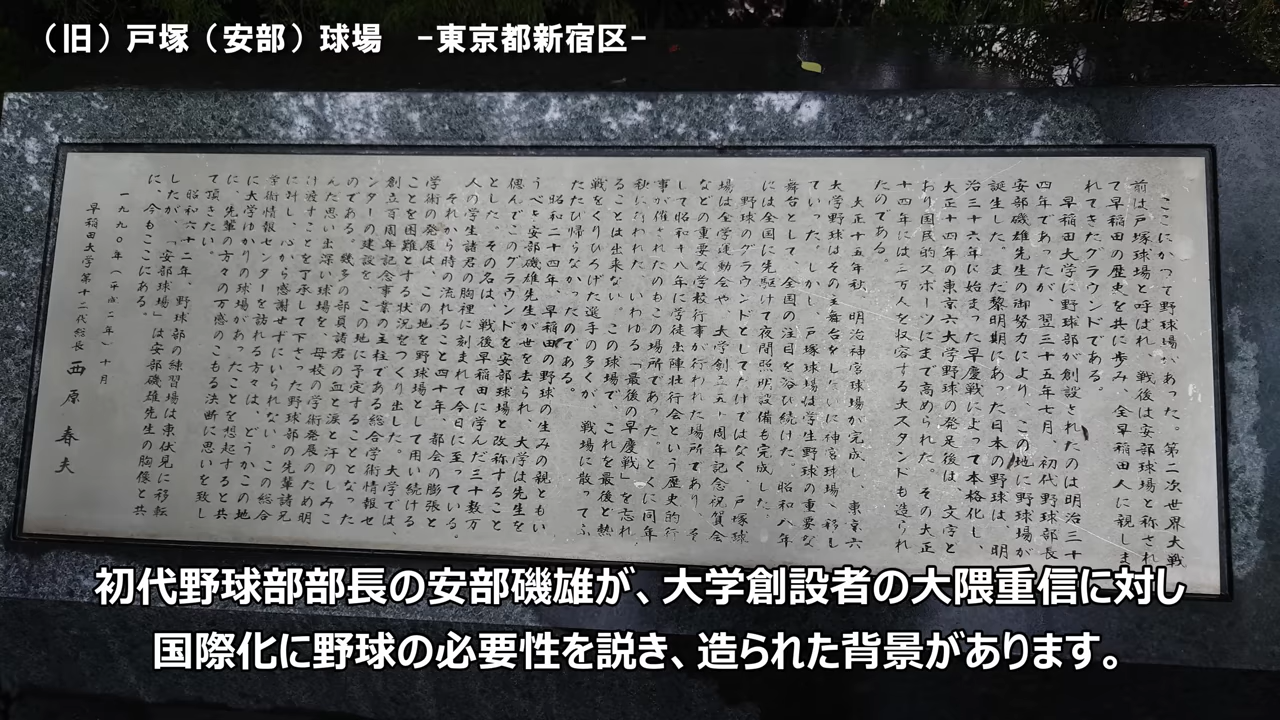 (旧)戸塚(安部)球場 -東京都新宿区-
ここにかつて野球場があった。第二次世界大戦
前は戸塚球場と呼ばれ、戦後は安部球場と称され
て早稲田の歴史を共に歩み、全早稲田人に親しま
れてきたグラウンドである。
早稲田大学に野球部が創設されたのは明治三十
四年であったが、翌三十五年七月、初代野球部長
安部磯雄先生の御努力により、この地に野球場が
誕生した。また黎明期にあった日本の野球は、明
治三十六年に始まった早慶戦によって本格化し、
大正十四年の東京六大学野球の発足後は、文字と
おり国民的スポーツにまで高められた。その大正
十四年には二万人を収容する大スタンドも造られ
たのである。
大正十五年秋、明治神宮球場が完成し、東京六
大学野球はその主舞台をしだいに神宮球場へ移し
ていった。しかし、戸塚球場は学生野球の重要な
舞台として、全国の注目を浴び続けた。昭和八年
には全国に先駆けて夜間照明設備も完成した。
野球のグラウンドとしてだけではなく、戸塚球
場は全学運動会や、大学創立五十周年記念祝賀会
などの重要な学校行事が行われた場所であり、そ
して昭和十八年に学徒出陣壮行会という歴史的行
事が催されたのもこの場所であった。とくに同年
秋に行われた、いわゆる「最後の早慶戦」を忘れ
ることは出来ない。この球場で、これを最後と熱
戦をくりひろげた選手の多くが、戦場に散ってふ
たたび帰らなかったのである。
昭和二十四年、早稲田の野球の生みの親ともい
うべき安部磯雄先生が世を去られ、大学は先生を
偲んでこのグラウンドを安部球場と改称すること
とした。その名は、戦後早稲田に学んだ三十数万
人の学生諸君の胸裡に刻まれて今日に至っている。
それから時の流れること四十年、都会の膨張と
学術の発展は、この地を野球場として用い続ける
ことを困難とする状況をつくり出した。大学では、
創立百周年記念事業の主柱である総合学術情報セ
ンターの建設を、この地に予定することとなった
のである。幾多の部員諸君の血と涙と汗のしみこ
んだ思い出深い球場を、母校の学術発展のため明
け渡すことを了承して下さった野球部の先輩諸兄
に対し、心から感謝せずにいられない。この総合
学術情報センターを訪れる方々は、どうかこの地
に大学ゆかりの球場があったことを想起すると共
に、先輩の方々の万感のこもる決断に思いを致し
て頂きたい。
昭和六十二年、野球部の練習場は東伏見に移転
したが、「安部球場」は安部磯雄先生の胸像と共
に、今もここにある。
一九九〇年(平成二年)十月
早稲田大学第十二代総長 西原春夫
初代野球部部長の安部磯雄が、大学創設者の大隈重信に対し
国際化に野球の必要性を説き、造られた背景があります。